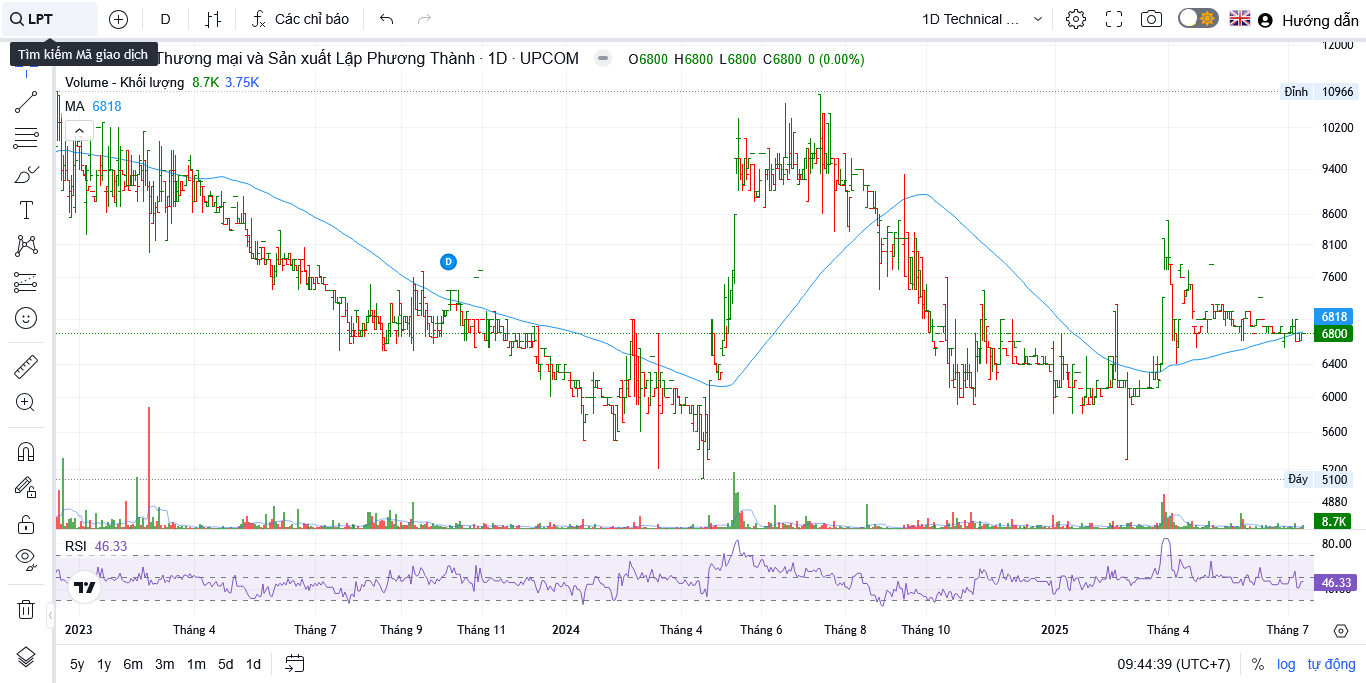 LPT
D
Các chỉ báo
1D Technical ...
Hướng dẫn
Tìm kiếm Mã giao dịch
Thương mại và Sản xuất Lập Phương Thành · 1D · UPCOM
O6800 H6800 L6800 C6800 0 (0.00%)
Volume - Khối lượng 8.7K 3.75K
MA 6818
D
12000
Đỉnh 10966
10200
9400
8600
8100
7600
6818
6800
6400
6000
5600
5200
Đáy 5100
4880
8.7K
RSI 46.33
80.00
46.33
2023 Tháng 4 Tháng 7 Tháng 9 Tháng 11 2024 Tháng 4 Tháng 6 Tháng 8 Tháng 10 2025 Tháng 4 Tháng 7
5y 1y 6m 3m 1m 5d 1d
09:44:39 (UTC+7) % log tự động